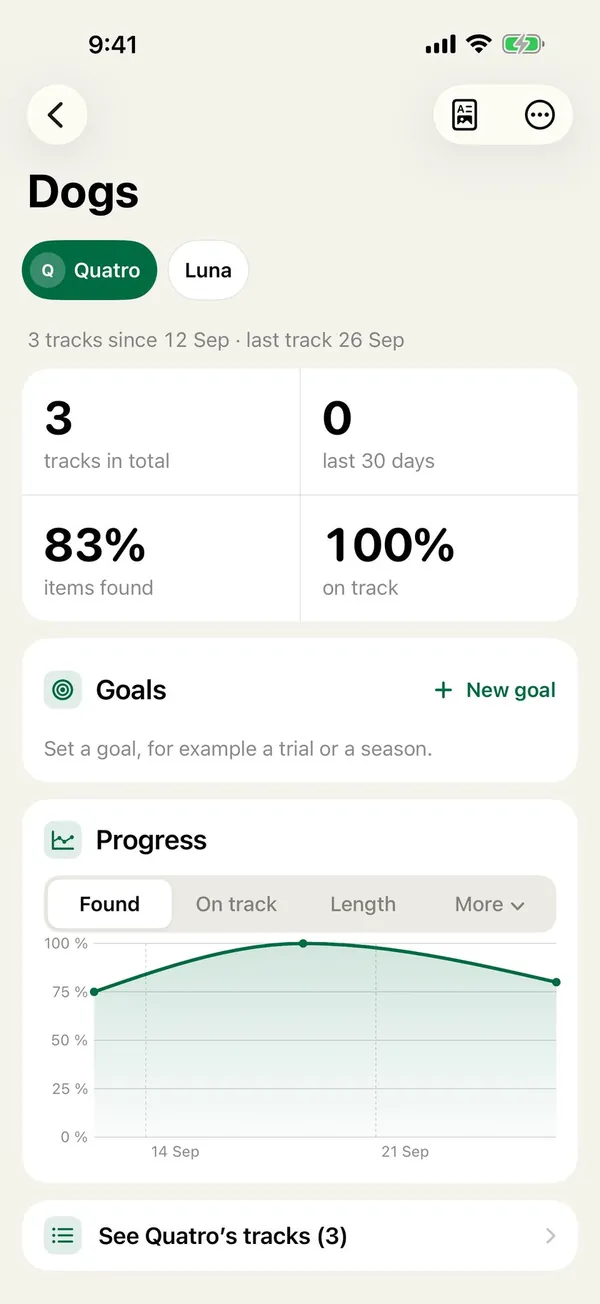 9:41
Dogs
Q Quatro Luna
3 tracks since 12 Sep · last track 26 Sep
3 0
tracks in total last 30 days
83% 100%
items found on track
Goals + New goal
Set a goal, for example a trial or a season.
Progress
Found On track Length More
100 %
75 %
50 %
25 %
0 %
14 Sep 21 Sep
See Quatro’s tracks (3)